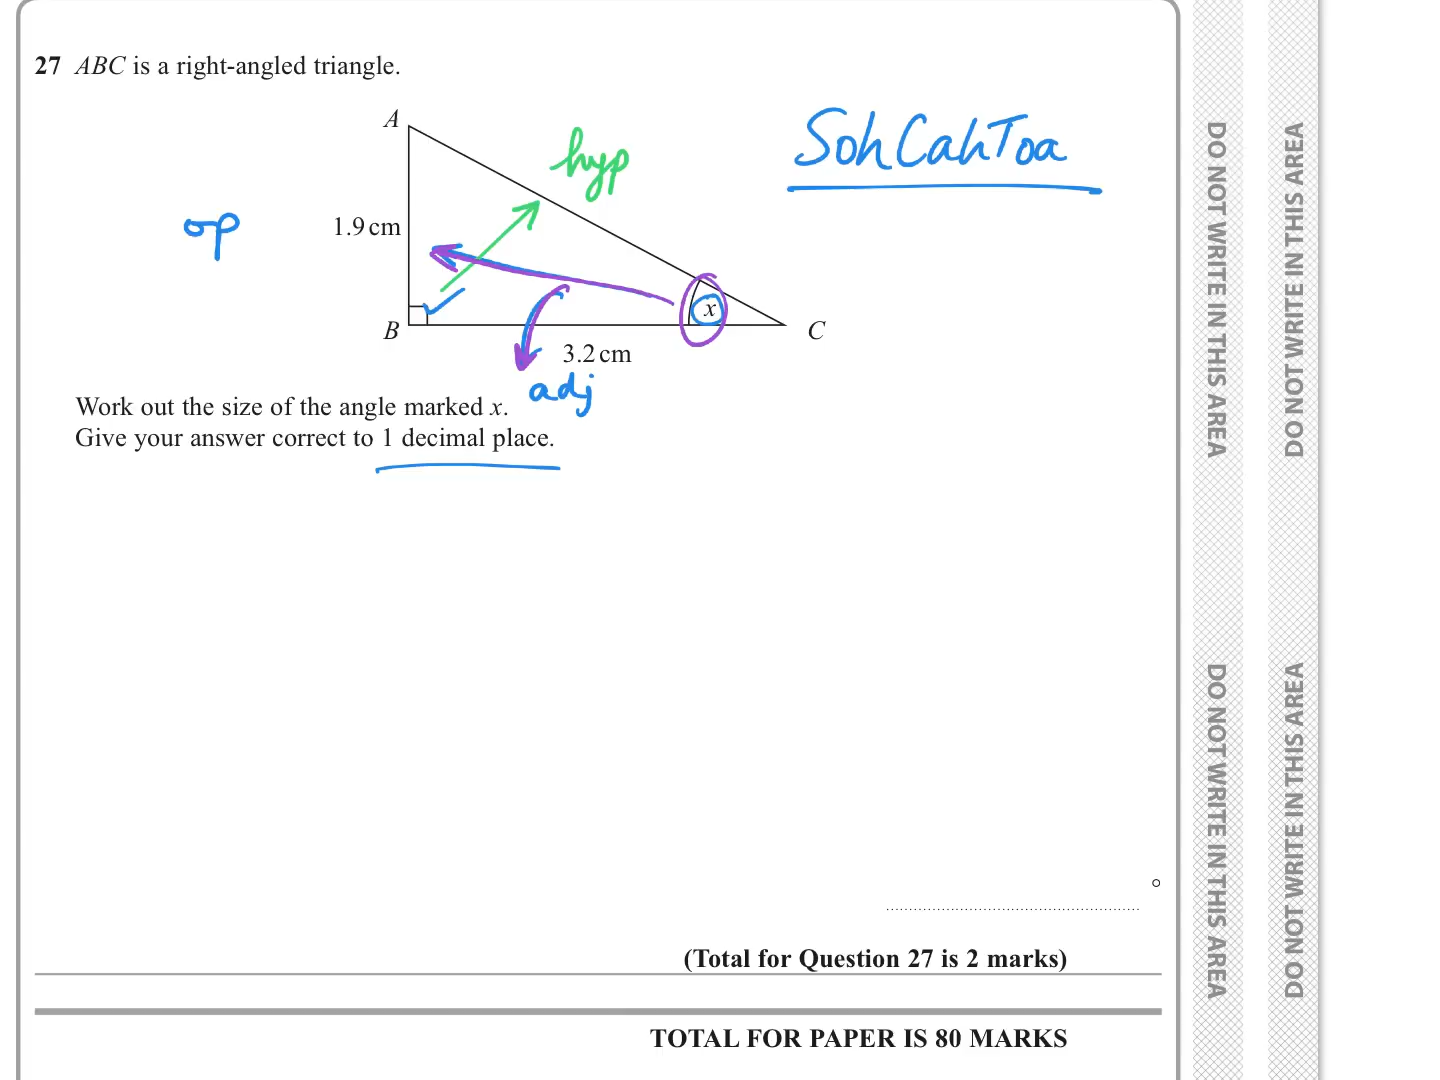 27 ABC is a right-angled triangle.
A
hyp
SohCahToa
op
1.9 cm
x
B
C
3.2 cm
adj
Work out the size of the angle marked x.
Give your answer correct to 1 decimal place.
°
(Total for Question 27 is 2 marks)
TOTAL FOR PAPER IS 80 MARKS
DO NOT WRITE IN THIS AREA
DO NOT WRITE IN THIS AREA
DO NOT WRITE IN THIS AREA
DO NOT WRITE IN THIS AREA